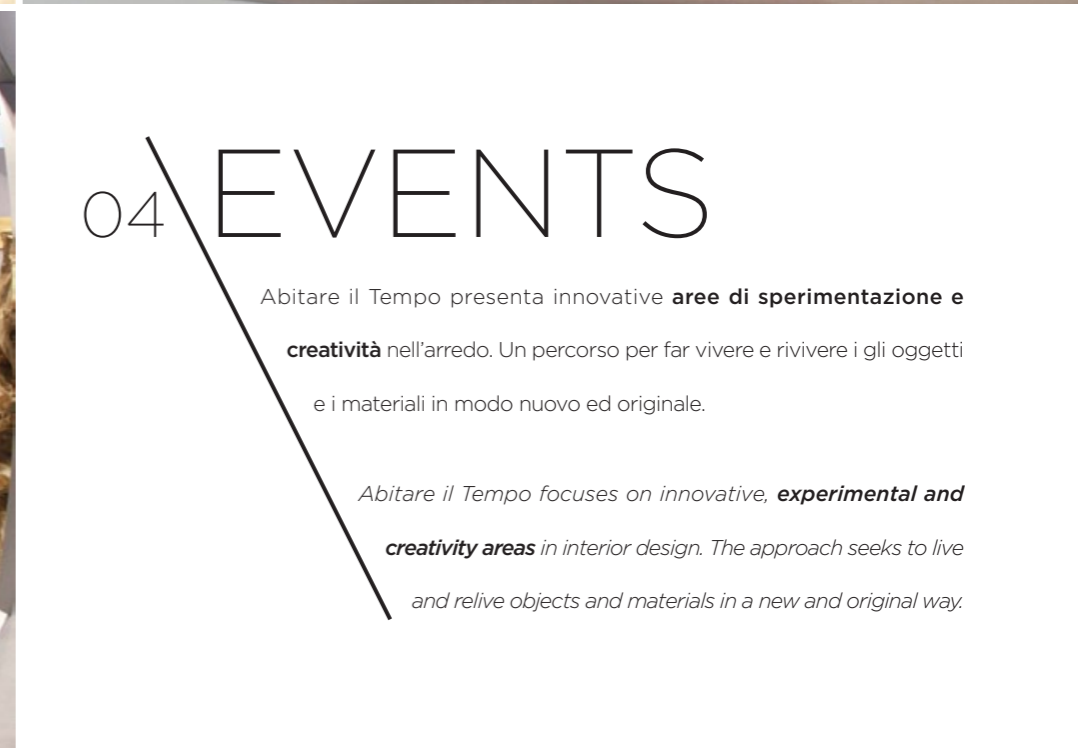 04 EVENTS
Abitare il Tempo presenta innovative aree di sperimentazione e
creatività nell'arredo. Un percorso per far vivere e rivivere i gli oggetti
e i materiali in modo nuovo ed originale.
Abitare il Tempo focuses on innovative, experimental and
creativity areas in interior design. The approach seeks to live
and relive objects and materials in a new and original way.